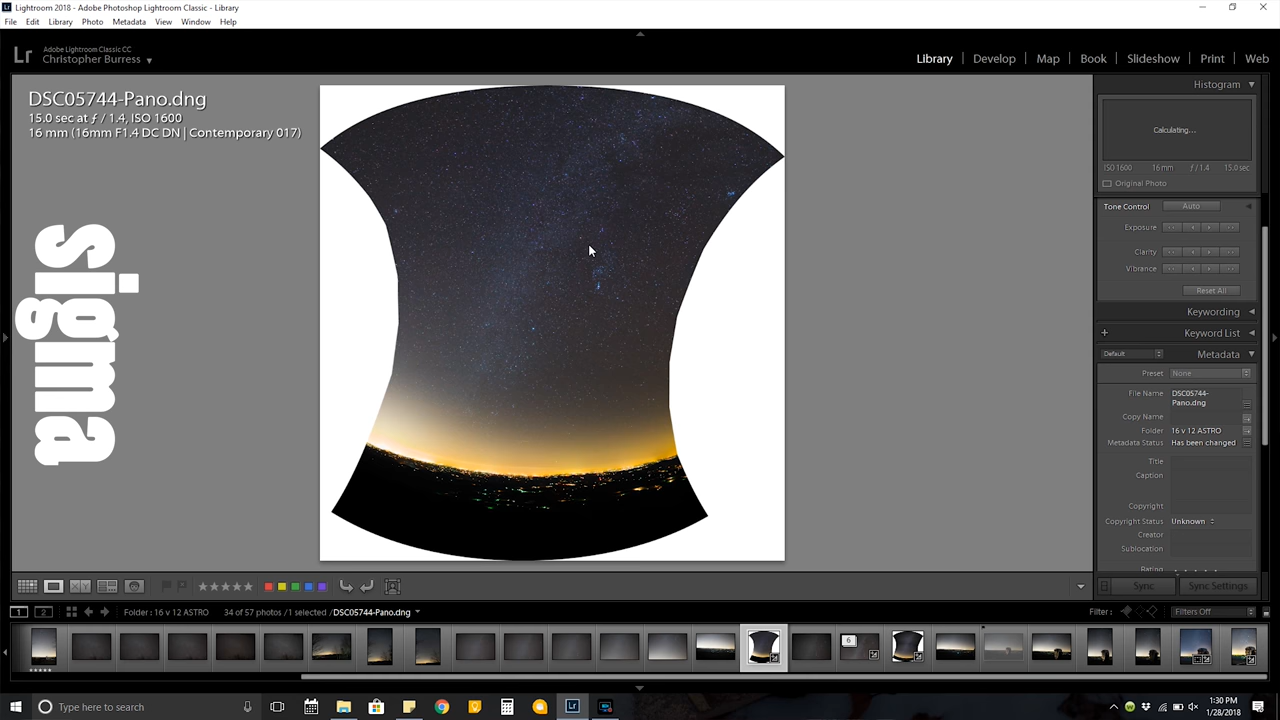 Lightroom 2018 - Adobe Photoshop Lightroom Classic - Library
File Edit Library Photo Metadata View Window Help
Lr Adobe Lightroom Classic CC
Christopher Burress
Library | Develop | Map | Book | Slideshow | Print | Web
DSC05744-Pano.dng
15.0 sec at ƒ / 1.4, ISO 1600
16 mm (16mm F1.4 DC DN | Contemporary 017)
sigma
Histogram
Calculating...
ISO 1600 16 mm ƒ / 1.4 15.0 sec
Original Photo
Tone Control Auto
Exposure
Clarity
Vibrance
Reset All
Keywording
Keyword List
Default Metadata
Preset None
File Name DSC05744-
Pano.dng
Copy Name
Folder 16 v 12 ASTRO
Metadata Status Has been changed
Title
Caption
Copyright
Copyright Status Unknown
Creator
Sublocation
Rating
Sync Sync Settings
X Y
1 2 Folder : 16 v 12 ASTRO 34 of 57 photos / 1 selected / DSC05744-Pano.dng Filter : Filters Off
6
Type here to search
Lr
1:30 PM
1/28/2018